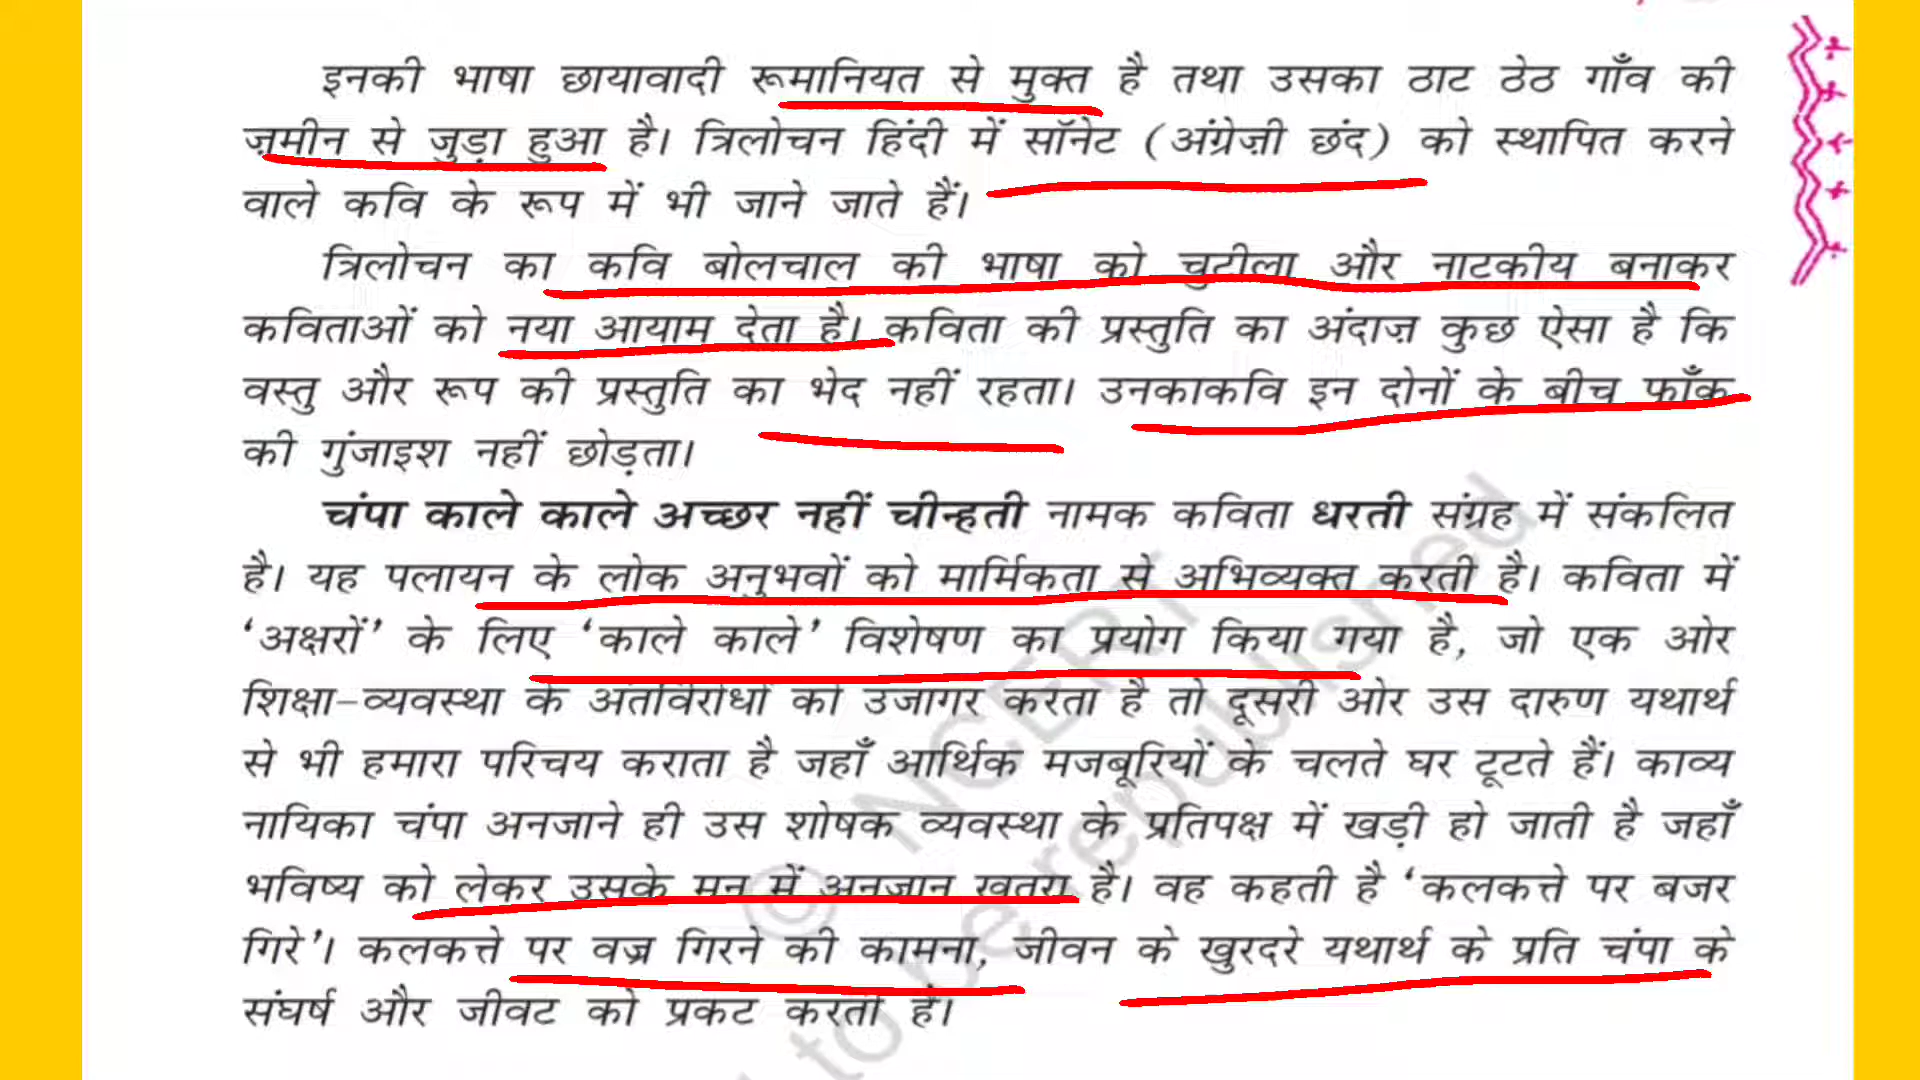 इनकी भाषा छायावादी रूमानियत से मुक्त है तथा उसका ठाट ठेठ गाँव की
ज़मीन से जुड़ा हुआ है। त्रिलोचन हिंदी में सॉनेट (अंग्रेज़ी छंद) को स्थापित करने
वाले कवि के रूप में भी जाने जाते हैं।
त्रिलोचन का कवि बोलचाल की भाषा को चुटीला और नाटकीय बनाकर
कविताओं को नया आयाम देता है। कविता की प्रस्तुति का अंदाज़ कुछ ऐसा है कि
वस्तु और रूप की प्रस्तुति का भेद नहीं रहता। उनकाकवि इन दोनों के बीच फाँक
की गुंजाइश नहीं छोड़ता।
चंपा काले काले अच्छर नहीं चीन्हती नामक कविता धरती संग्रह में संकलित
है। यह पलायन के लोक अनुभवों को मार्मिकता से अभिव्यक्त करती है। कविता में
‘अक्षरों’ के लिए ‘काले काले’ विशेषण का प्रयोग किया गया है, जो एक ओर
शिक्षा-व्यवस्था के अंतर्विरोधों को उजागर करता है तो दूसरी ओर उस दारुण यथार्थ
से भी हमारा परिचय कराता है जहाँ आर्थिक मजबूरियों के चलते घर टूटते हैं। काव्य
नायिका चंपा अनजाने ही उस शोषक व्यवस्था के प्रतिपक्ष में खड़ी हो जाती है जहाँ
भविष्य को लेकर उसके मन में अनजान खतरा है। वह कहती है ‘कलकत्ते पर बजर
गिरे’। कलकत्ते पर वज्र गिरने की कामना, जीवन के खुरदरे यथार्थ के प्रति चंपा के
संघर्ष और जीवट को प्रकट करती है।
© NCERT
to be republished